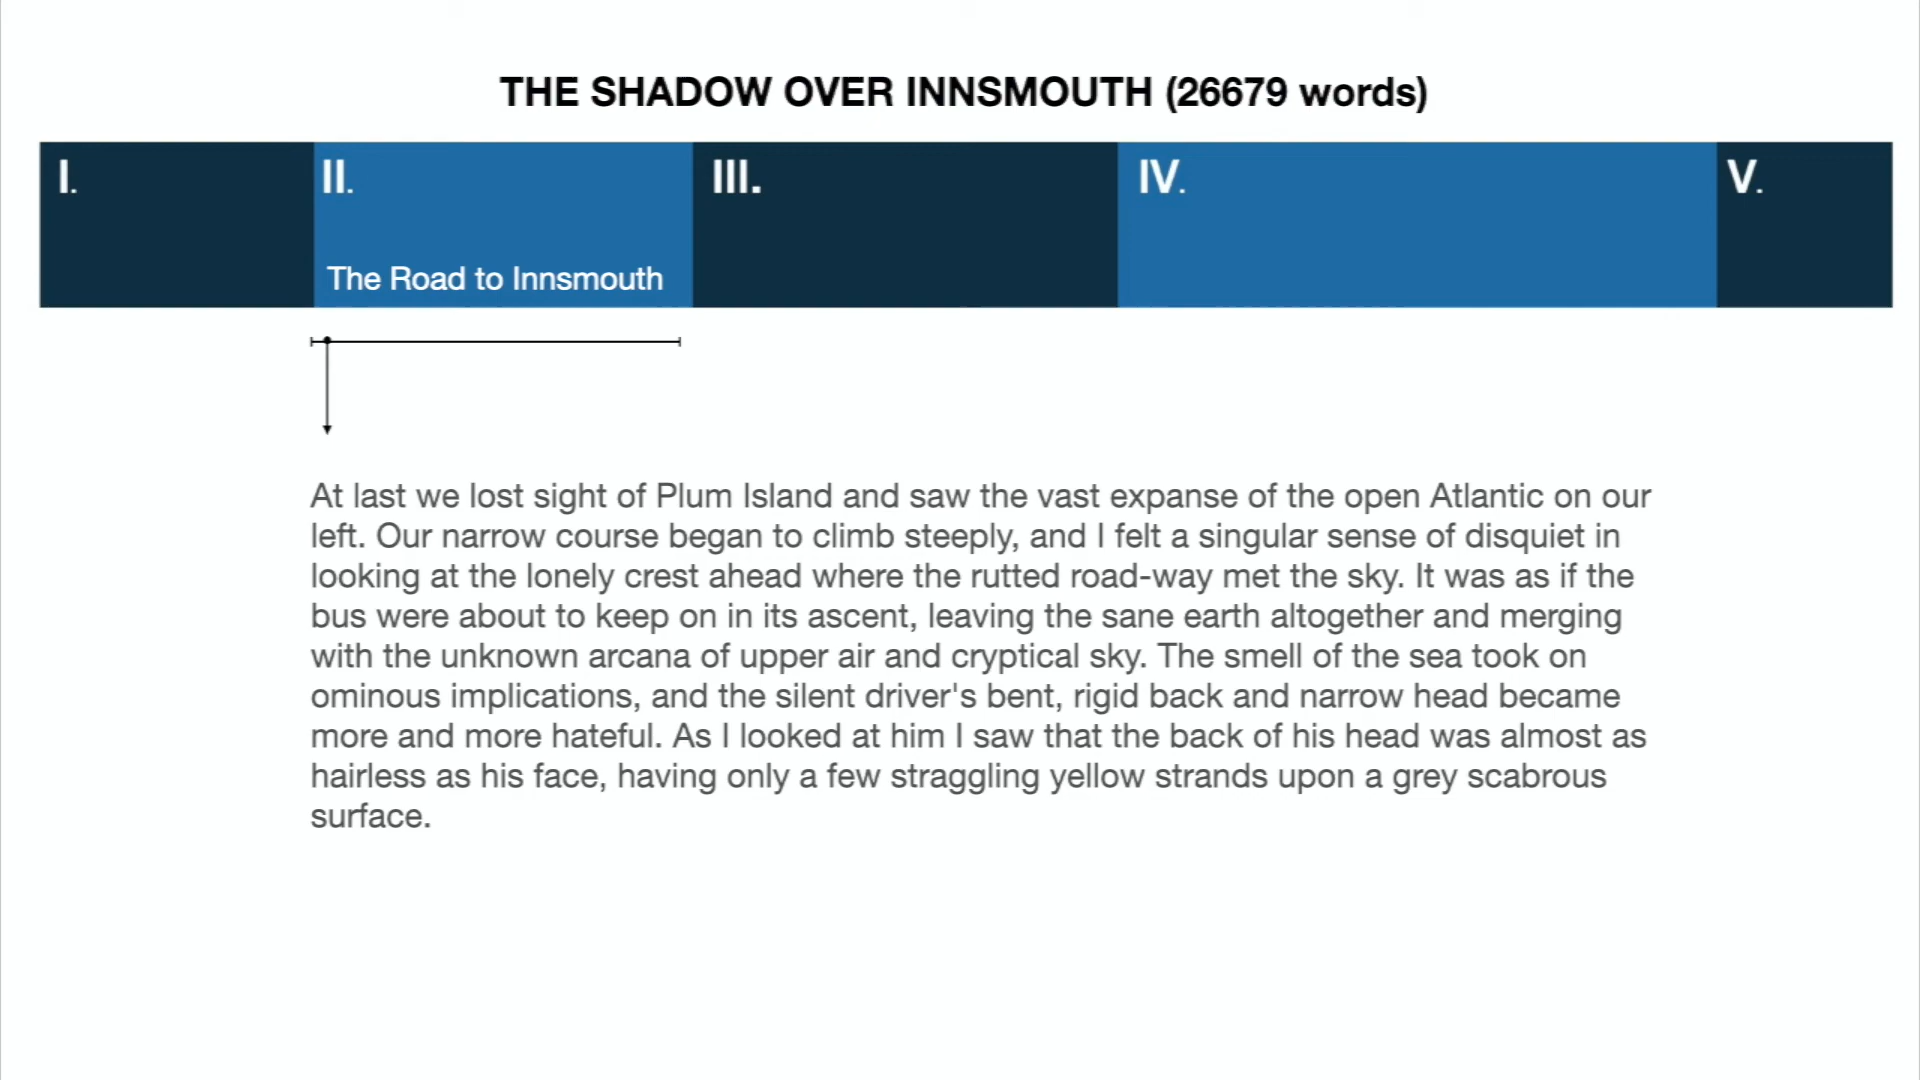 THE SHADOW OVER INNSMOUTH (26679 words)
I.
II.
III.
IV.
V.
The Road to Innsmouth
At last we lost sight of Plum Island and saw the vast expanse of the open Atlantic on our
left. Our narrow course began to climb steeply, and I felt a singular sense of disquiet in
looking at the lonely crest ahead where the rutted road-way met the sky. It was as if the
bus were about to keep on in its ascent, leaving the sane earth altogether and merging
with the unknown arcana of upper air and cryptical sky. The smell of the sea took on
ominous implications, and the silent driver's bent, rigid back and narrow head became
more and more hateful. As I looked at him I saw that the back of his head was almost as
hairless as his face, having only a few straggling yellow strands upon a grey scabrous
surface.